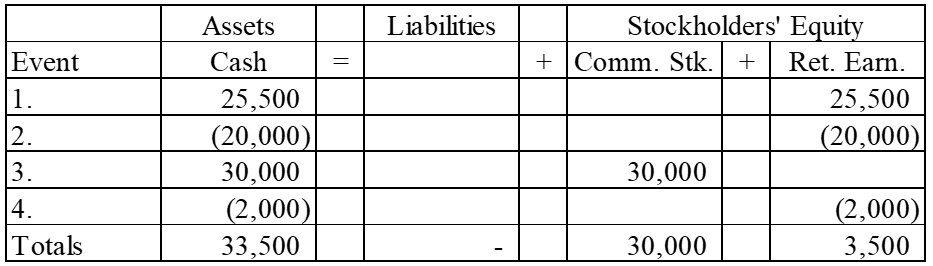 Assets Liabilities Stockholders' Equity
Event Cash = + Comm. Stk. + Ret. Earn.
1. 25,500 25,500
2. (20,000) (20,000)
3. 30,000 30,000
4. (2,000) (2,000)
Totals 33,500 - 30,000 3,500